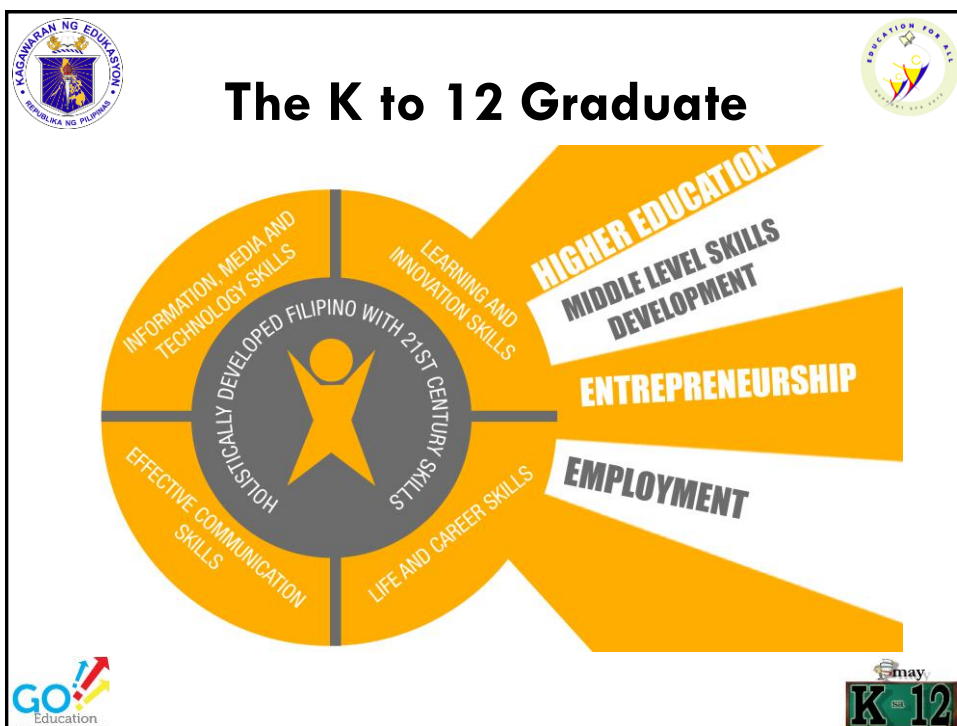 KAGAWARAN NG EDUKASYON
REPUBLIKA NG PILIPINAS
EDUCATION FOR ALL
The K to 12 Graduate
INFORMATION, MEDIA AND
TECHNOLOGY SKILLS
LEARNING AND
INNOVATION SKILLS
HOLISTICALLY DEVELOPED FILIPINO WITH 21ST CENTURY SKILLS
EFFECTIVE COMMUNICATION
SKILLS
LIFE AND CAREER SKILLS
HIGHER EDUCATION
MIDDLE LEVEL SKILLS
DEVELOPMENT
ENTREPRENEURSHIP
EMPLOYMENT
GO!
Education
may
K sa 12